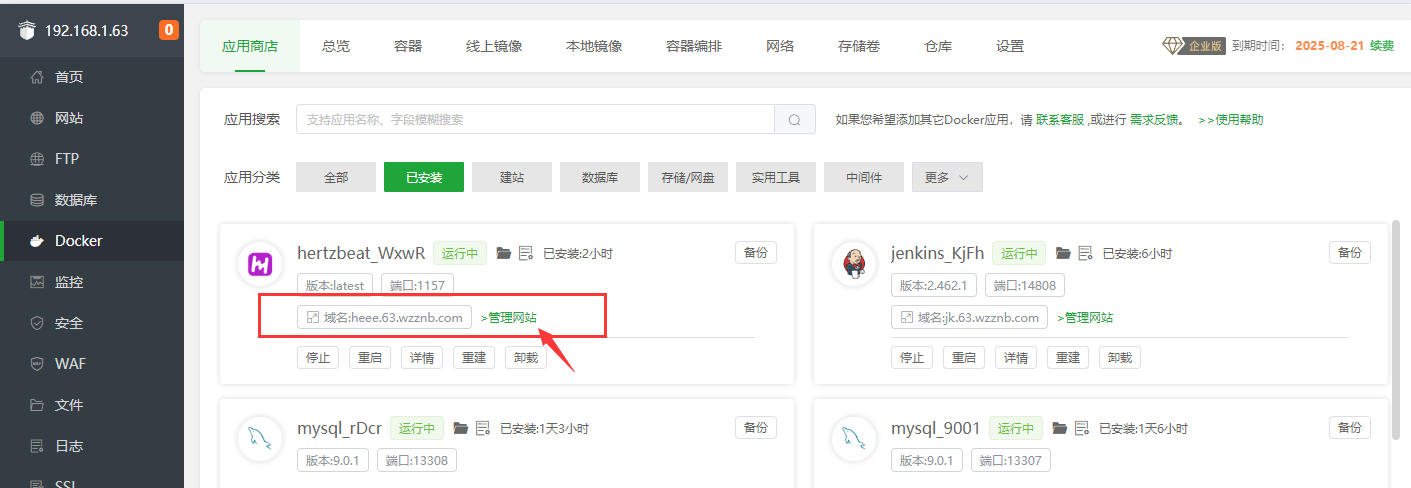 192.168.1.63 0
首页
网站
FTP
数据库
Docker
监控
安全
WAF
文件
日志
SSL
应用商店 总览 容器 线上镜像 本地镜像 容器编排 网络 存储卷 仓库 设置 企业版 到期时间: 2025-08-21 续费
应用搜索 支持应用名称、字段模糊搜索 如果您希望添加其它Docker应用，请 联系客服 ,或进行 需求反馈。 >>使用帮助
应用分类 全部 已安装 建站 数据库 存储/网盘 实用工具 中间件 更多
hertzbeat_WxwR 运行中 已安装:2小时 备份
版本:latest 端口:1157
域名:heee.63.wzznb.com >管理网站
停止 重启 详情 重建 卸载
jenkins_KjFh 运行中 已安装:6小时 备份
版本:2.462.1 端口:14808
域名:jk.63.wzznb.com >管理网站
停止 重启 详情 重建 卸载
mysql_rDcr 运行中 已安装:1天3小时 备份
版本:9.0.1 端口:13308
mysql_9001 运行中 已安装:1天6小时 备份
版本:9.0.1 端口:13307